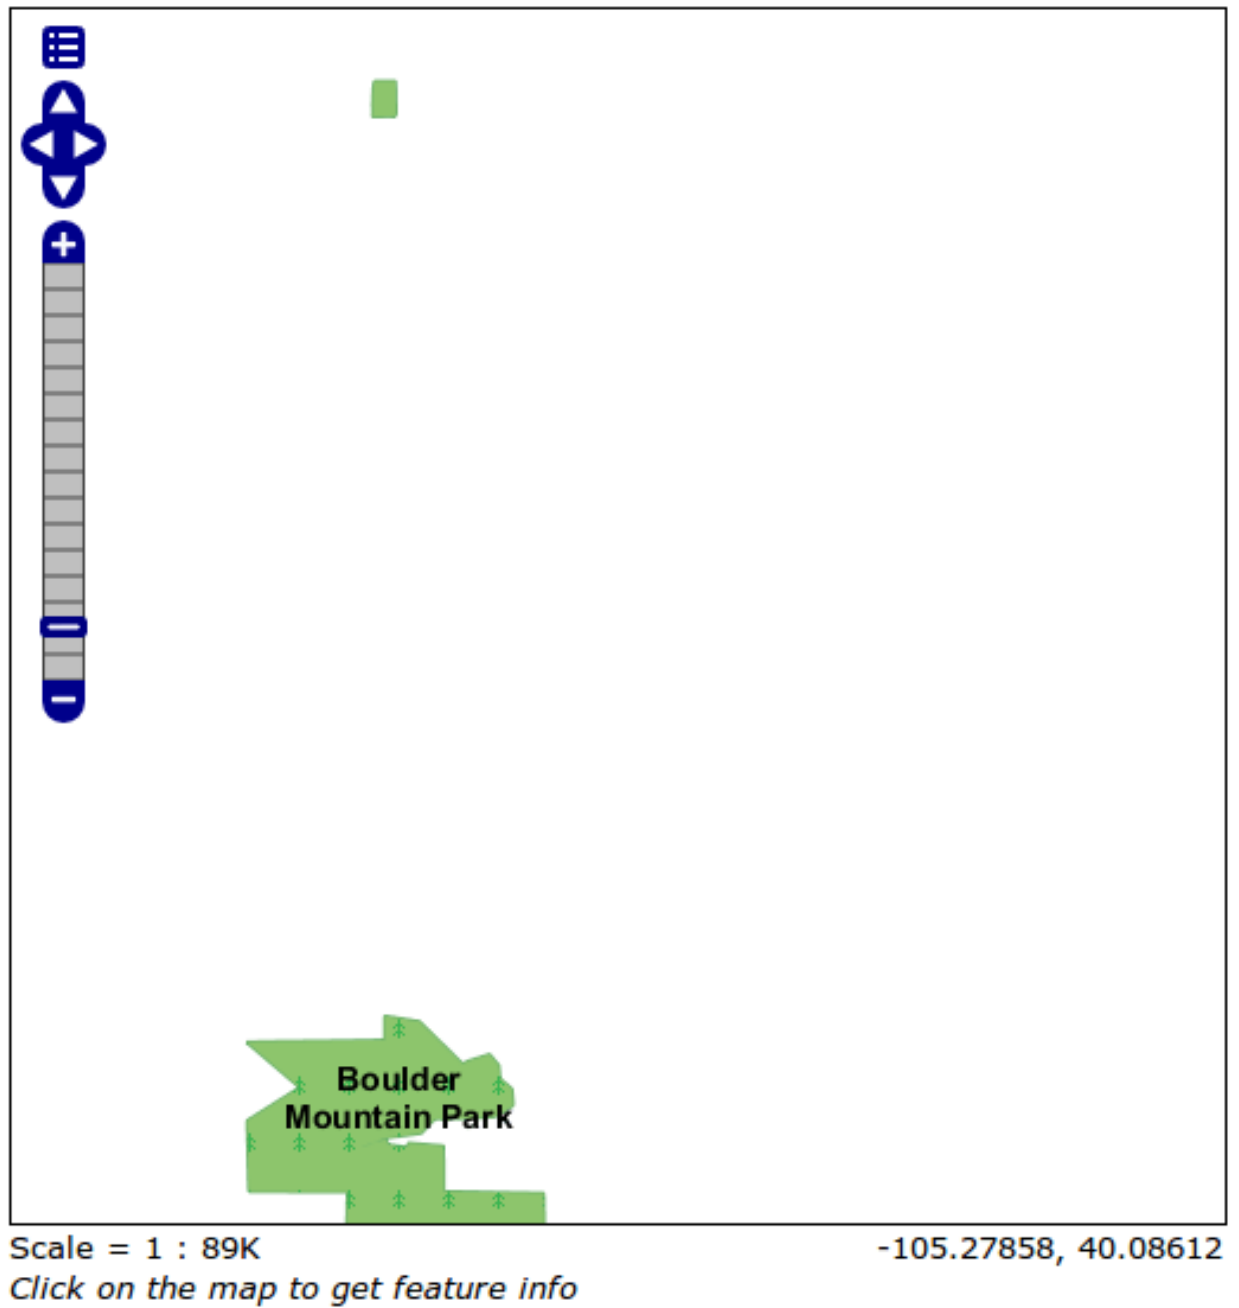 Boulder
Mountain Park
Scale = 1 : 89K
-105.27858, 40.08612
Click on the map to get feature info